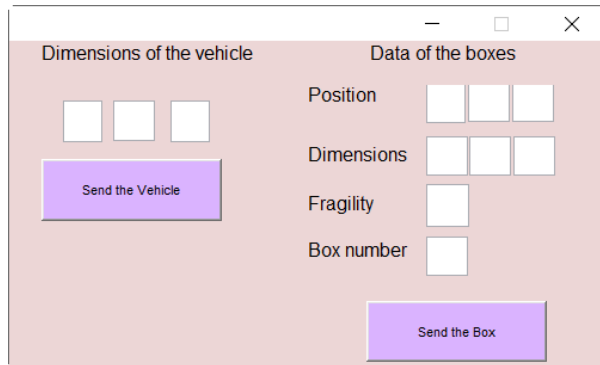 Dimensions of the vehicle
Send the Vehicle
Data of the boxes
Position
Dimensions
Fragility
Box number
Send the Box